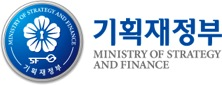 MINISTRY OF STRATEGY AND FINANCE
SFO
기획재정부
기획재정부
MINISTRY OF STRATEGY
AND FINANCE